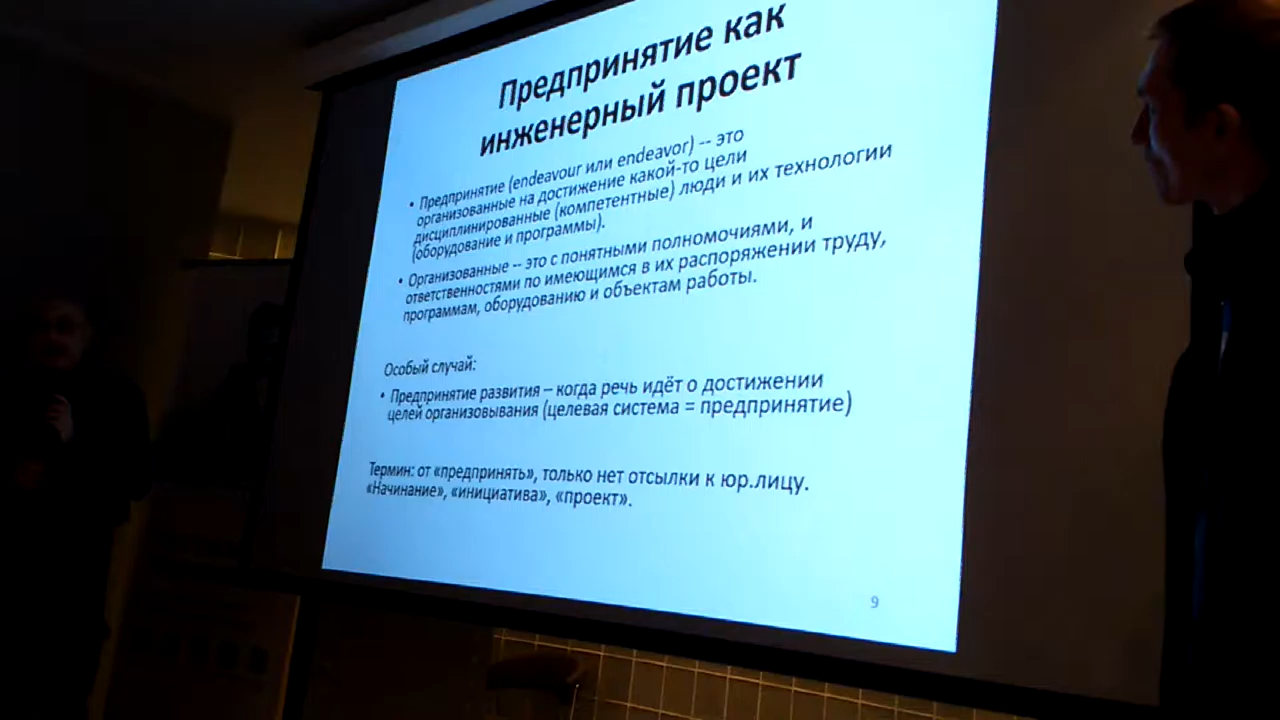 Предпринятие как
инженерный проект
• Предпринятие (endeavour или endeavor) -- это
организованные на достижение какой-то цели
дисциплинированные (компетентные) люди и их технологии
(оборудование и программы).
• Организованные -- это с понятными полномочиями, и
ответственностями по имеющимся в их распоряжении труду,
программам, оборудованию и объектам работы.
Особый случай:
• Предпринятие развития – когда речь идёт о достижении
целей организовывания (целевая система = предпринятие)
Термин: от «предпринять», только нет отсылки к юр.лицу.
«Начинание», «инициатива», «проект».
9